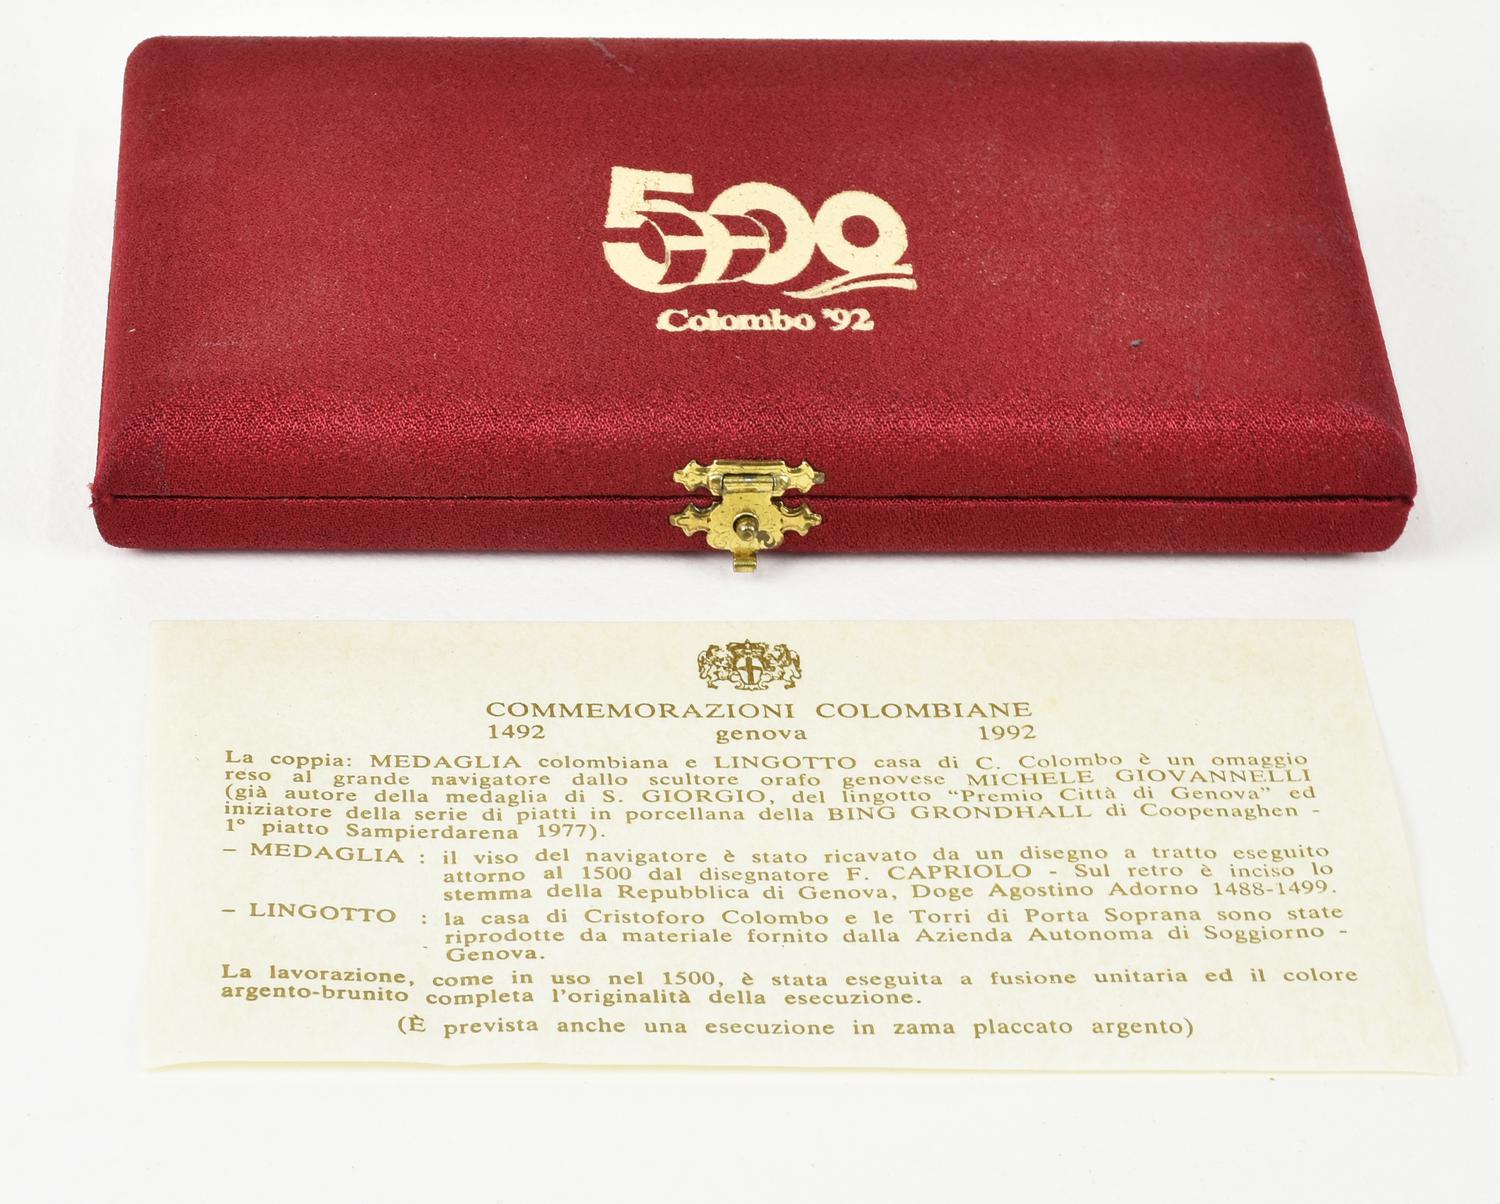 500
Colombo '92
COMMEMORAZIONI COLOMBIANE
1492 genova 1992
La coppia: MEDAGLIA colombiana e LINGOTTO casa di C. Colombo è un omaggio
reso al grande navigatore dallo scultore orafo genovese MICHELE GIOVANNELLI
(già autore della medaglia di S. GIORGIO, del lingotto “Premio Città di Genova” ed
iniziatore della serie di piatti in porcellana della BING GRONDHALL di Coopenaghen -
1° piatto Sampierdarena 1977).
– MEDAGLIA : il viso del navigatore è stato ricavato da un disegno a tratto eseguito
attorno al 1500 dal disegnatore F. CAPRIOLO - Sul retro è inciso lo
stemma della Repubblica di Genova, Doge Agostino Adorno 1488-1499.
– LINGOTTO : la casa di Cristoforo Colombo e le Torri di Porta Soprana sono state
riprodotte da materiale fornito dalla Azienda Autonoma di Soggiorno -
Genova.
La lavorazione, come in uso nel 1500, è stata eseguita a fusione unitaria ed il colore
argento-brunito completa l'originalità della esecuzione.
(È prevista anche una esecuzione in zama placcato argento)